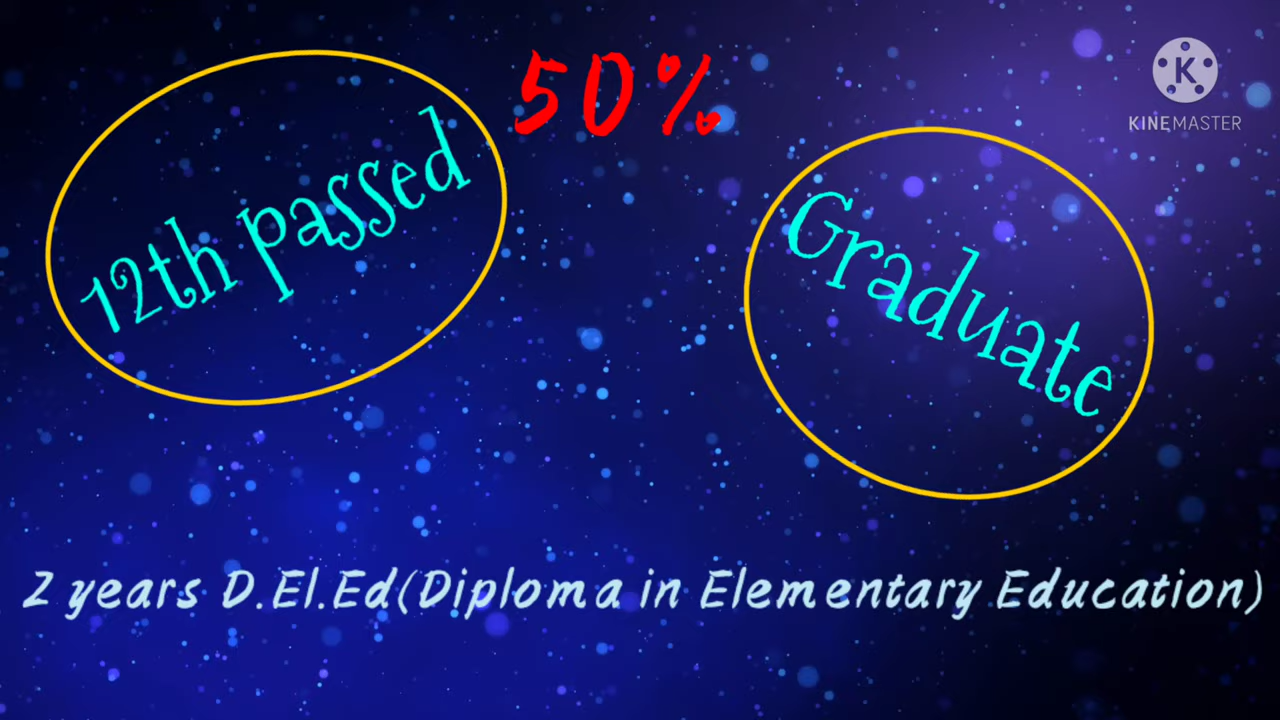 50%
12th passed
Graduate
KINEMASTER
2 years D.El.Ed(Diploma in Elementary Education)